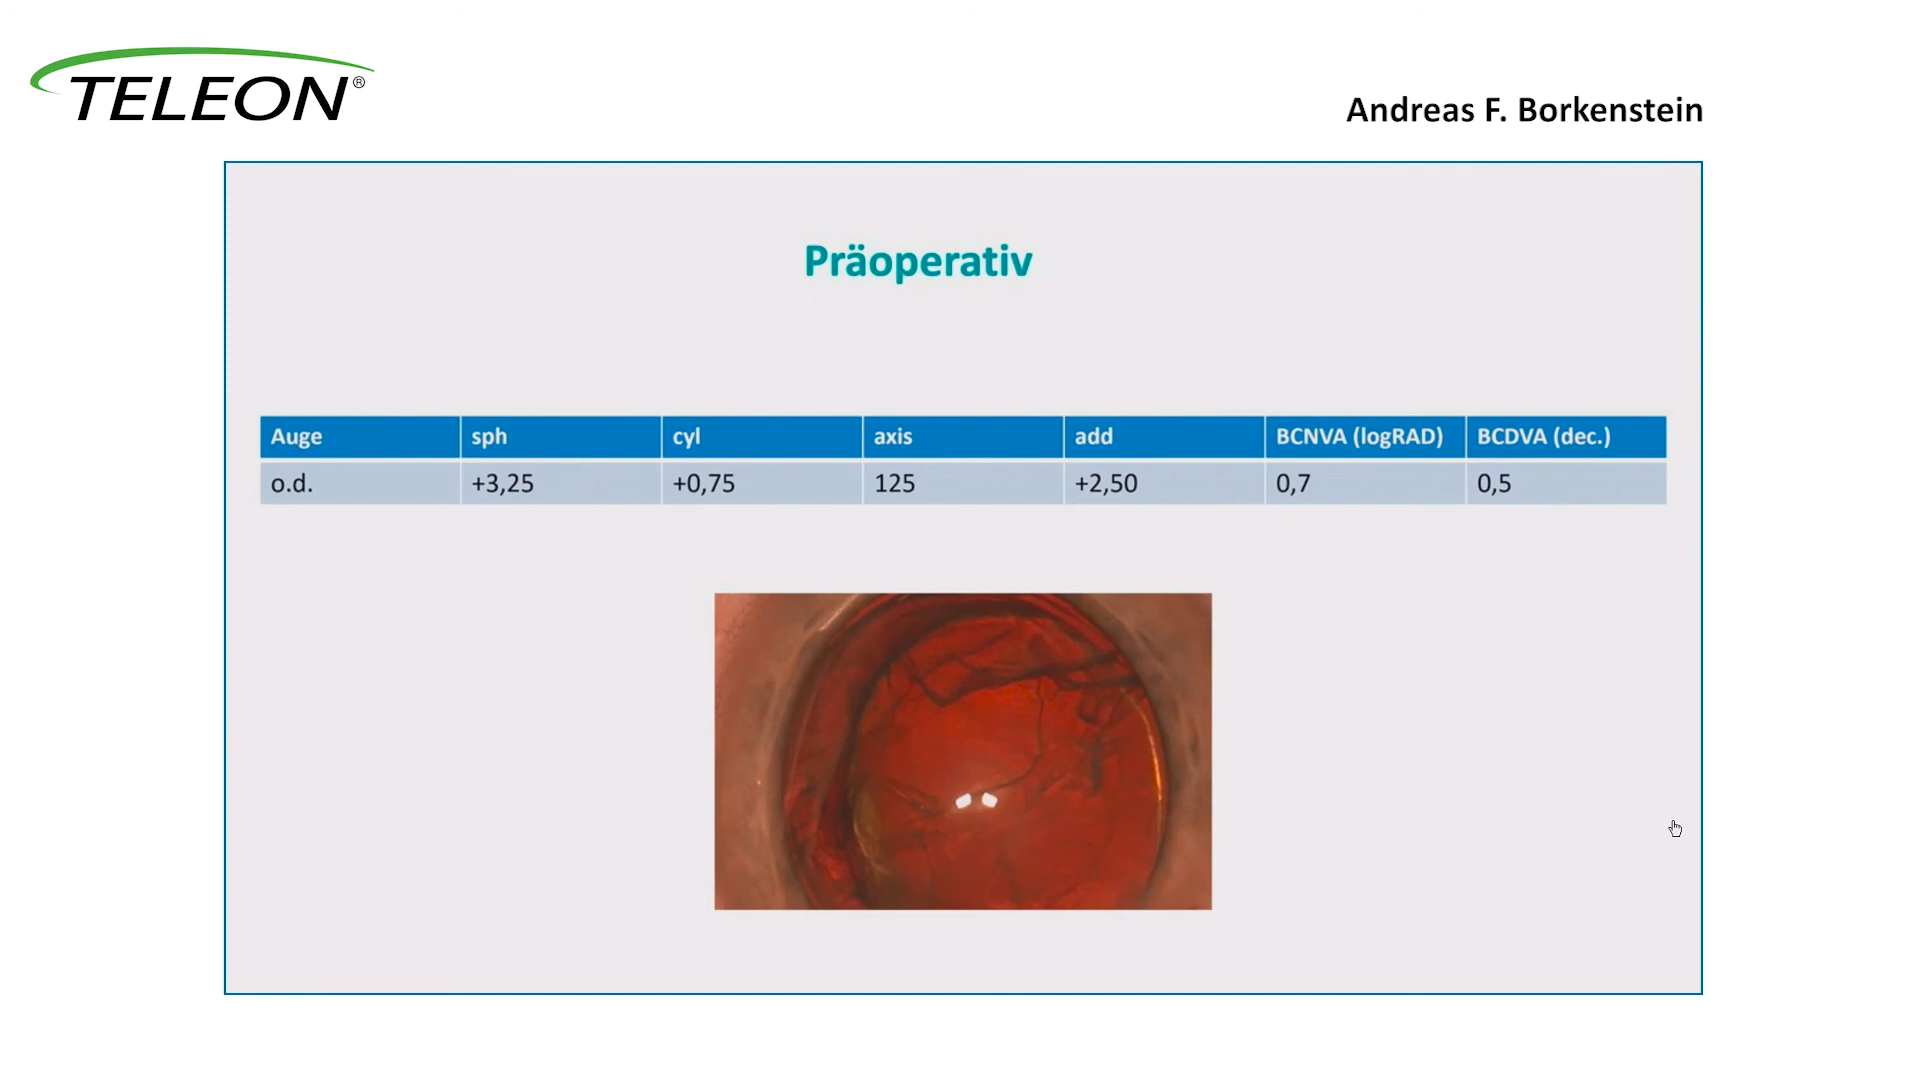 TELEON®
Andreas F. Borkenstein
Präoperativ
Auge sph cyl axis add BCNVA (logRAD) BCDVA (dec.)
o.d. +3,25 +0,75 125 +2,50 0,7 0,5